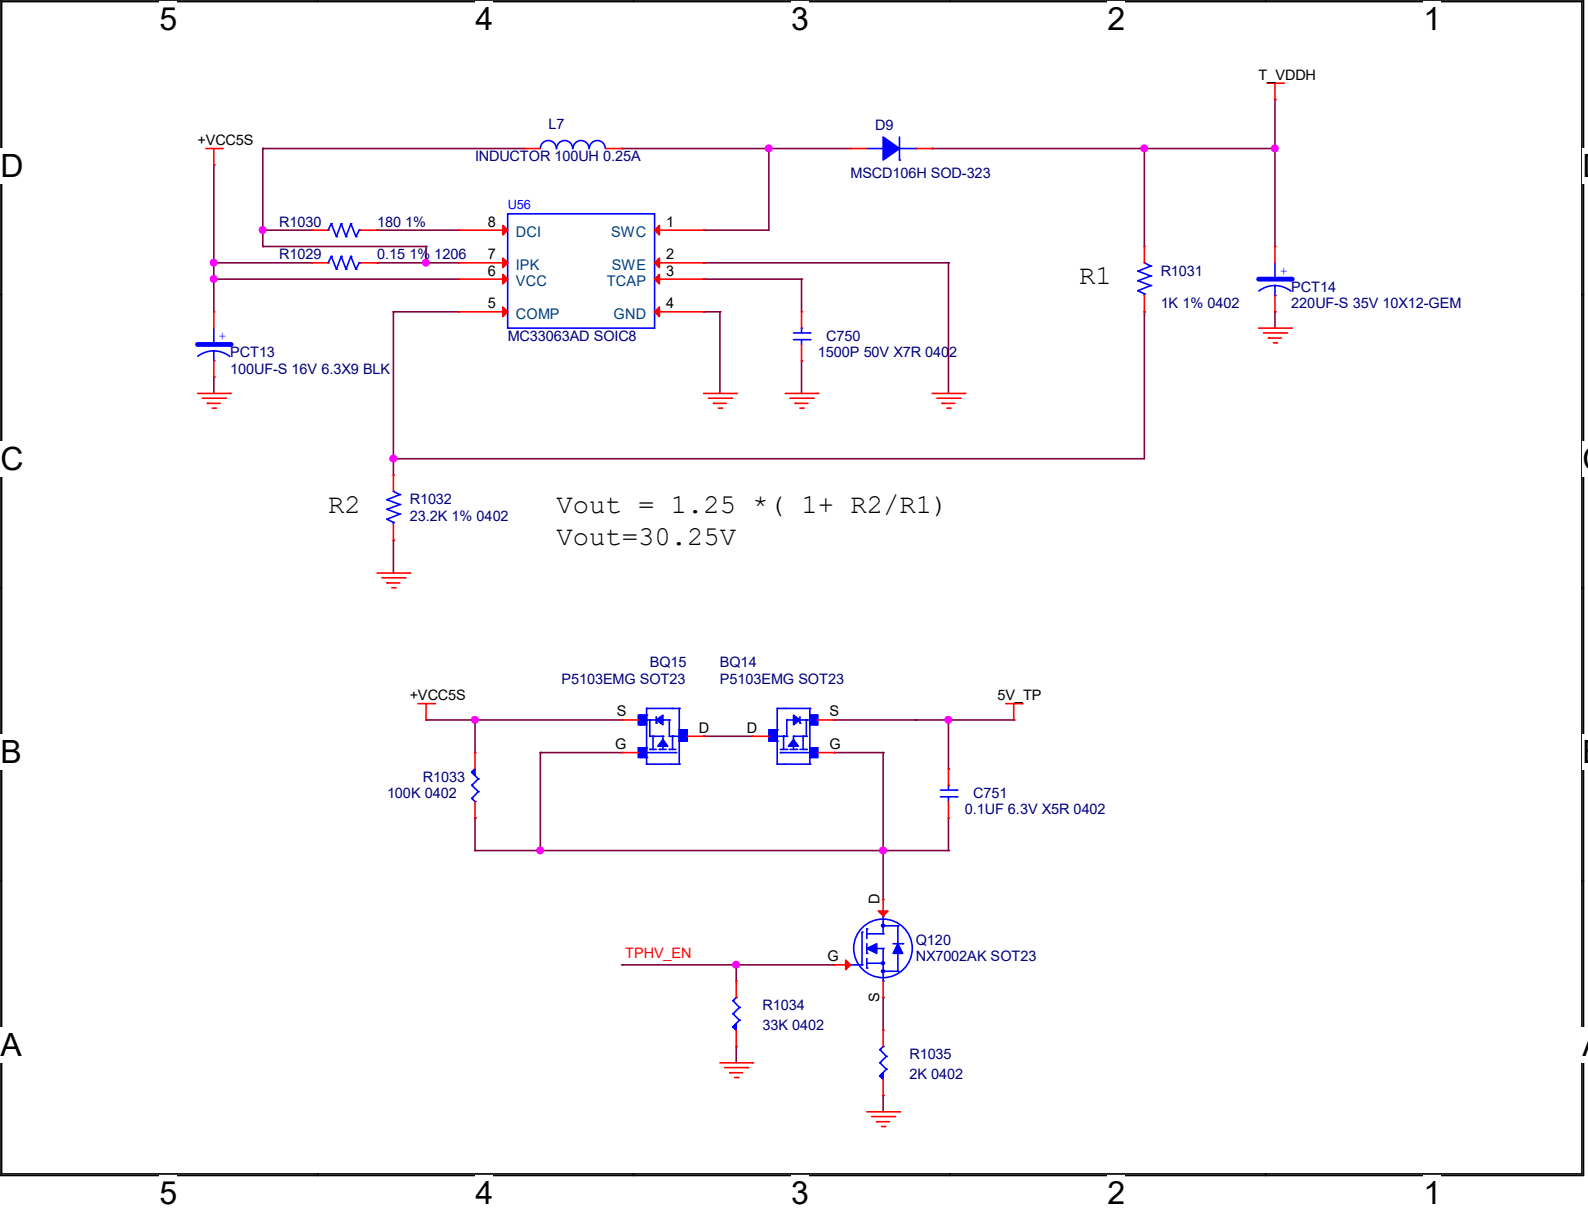 5 4 3 2 1
T_VDDH
+VCC5S
L7
INDUCTOR 100UH 0.25A
D9
MSCD106H SOD-323
D
U56
R1030 180 1% 8 DCI SWC 1
R1029 0.15 1% 1206 7 IPK SWE 2
6 VCC TCAP 3
5 COMP GND 4
MC33063AD SOIC8
R1 R1031
1K 1% 0402
+
PCT14
220UF-S 35V 10X12-GEM
+
PCT13
100UF-S 16V 6.3X9 BLK
C750
1500P 50V X7R 0402
C
R2 R1032
23.2K 1% 0402
Vout = 1.25 *( 1+ R2/R1)
Vout=30.25V
BQ15 BQ14
P5103EMG SOT23 P5103EMG SOT23
+VCC5S 5V_TP
S D D S
G G
B
R1033
100K 0402
C751
0.1UF 6.3V X5R 0402
D
TPHV_EN G
Q120
NX7002AK SOT23
S
R1034
33K 0402
A
R1035
2K 0402
5 4 3 2 1